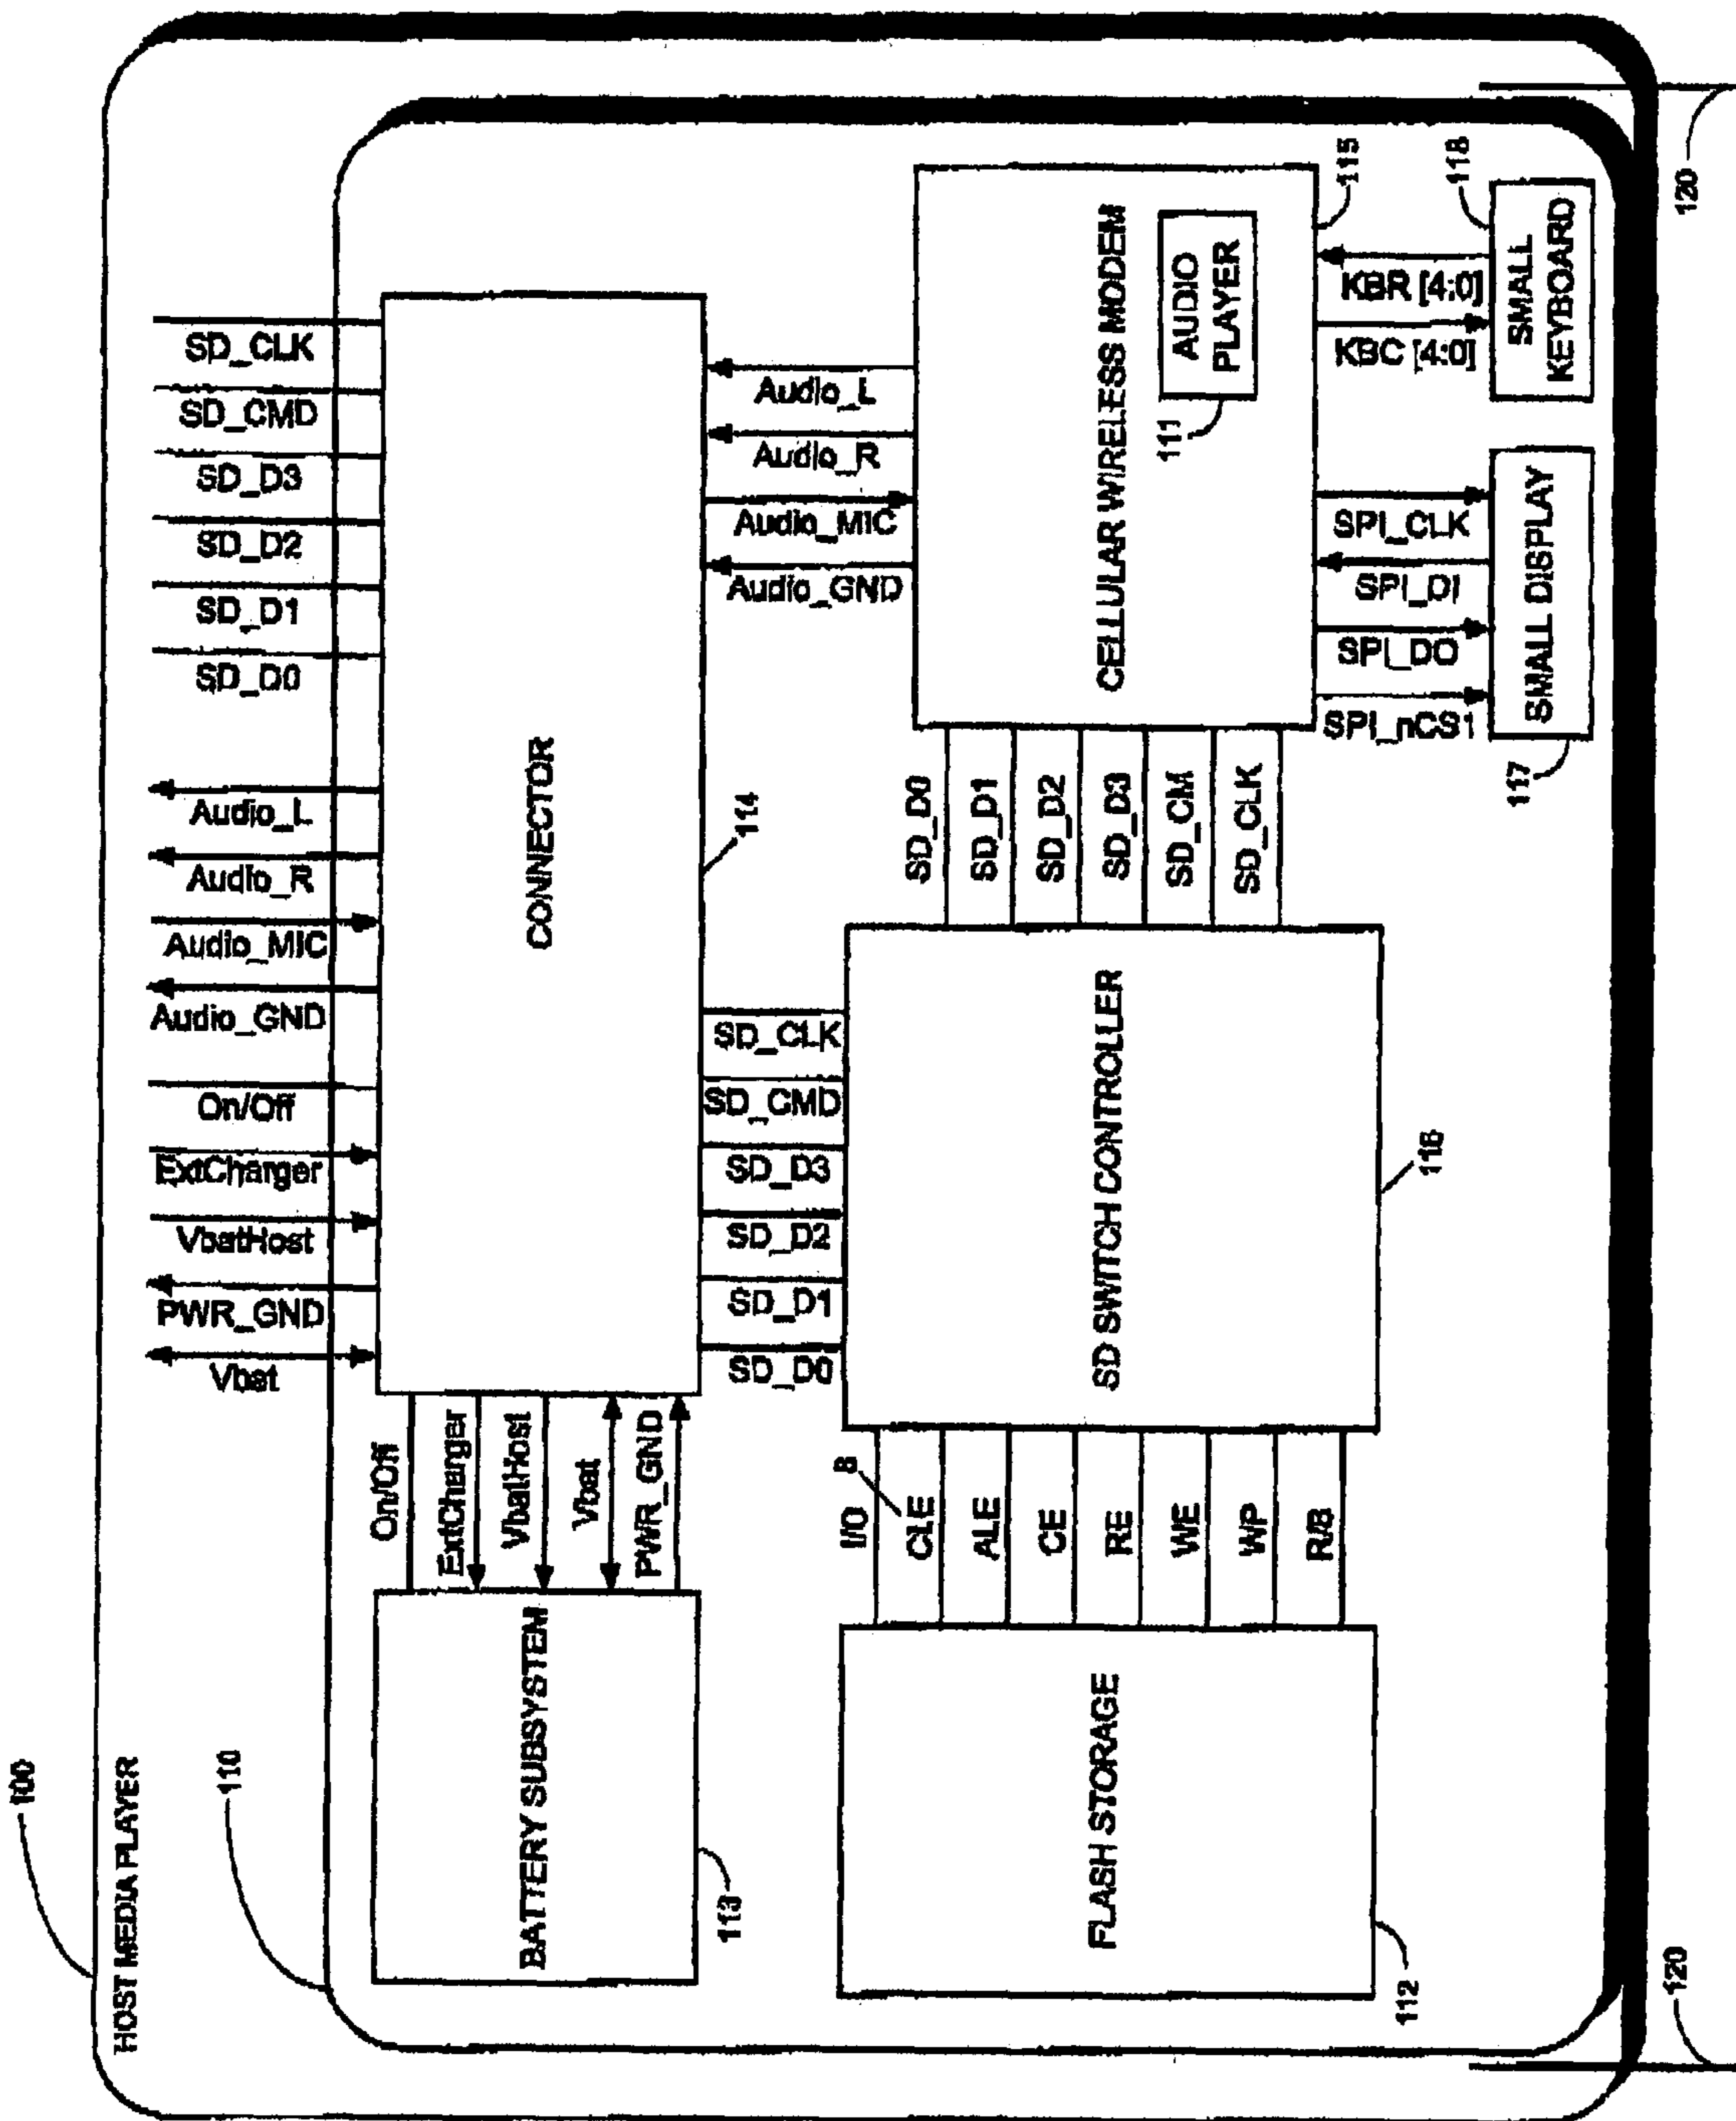 100
HOST MEDIA PLAYER
110
Vbat
PWR_GND
VbatHost
ExtCharger
On/Off
Audio_GND
Audio_MIC
Audio_R
Audio_L
SD_D0
SD_D1
SD_D2
SD_D3
SD_CMD
SD_CLK
BATTERY SUBSYSTEM
113
On/Off
ExtCharger
VbatHost
Vbat
PWR_GND
CONNECTOR
114
SD_D0
SD_D1
SD_D2
SD_D3
SD_CMD
SD_CLK
Audio_GND
Audio_MIC
Audio_R
Audio_L
FLASH STORAGE
112
I/O
8
CLE
ALE
CE
RE
WE
WP
R/B
SD SWITCH CONTROLLER
116
SD_D0
SD_D1
SD_D2
SD_D3
SD_CM
SD_CLK
CELLULAR WIRELESS MODEM
111
AUDIO
PLAYER
115
SPI_nCS1
SPI_DO
SPI_DI
SPI_CLK
KBC [4:0]
KBR [4:0]
117
SMALL DISPLAY
118
SMALL
KEYBOARD
120
120